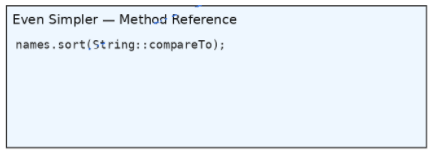 Even Simpler — Method Reference
names.sort(String::compareTo);